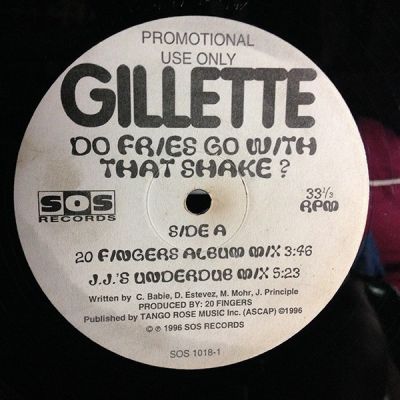 PROMOTIONAL
USE ONLY
GILLETTE
DO FRIES GO WITH
THAT SHAKE?
SOS
RECORDS
33⅓
RPM
SIDE A
20 FINGERS ALBUM MIX 3:46
J.J.'S UNDERDUB MIX 5:23
Written by C. Babie, D. Estevez, M. Mohr, J. Principle
PRODUCED BY: 20 FINGERS
Published by TANGO ROSE MUSIC Inc. (ASCAP) ©1996
© ℗ 1996 SOS RECORDS
SOS 1018-1